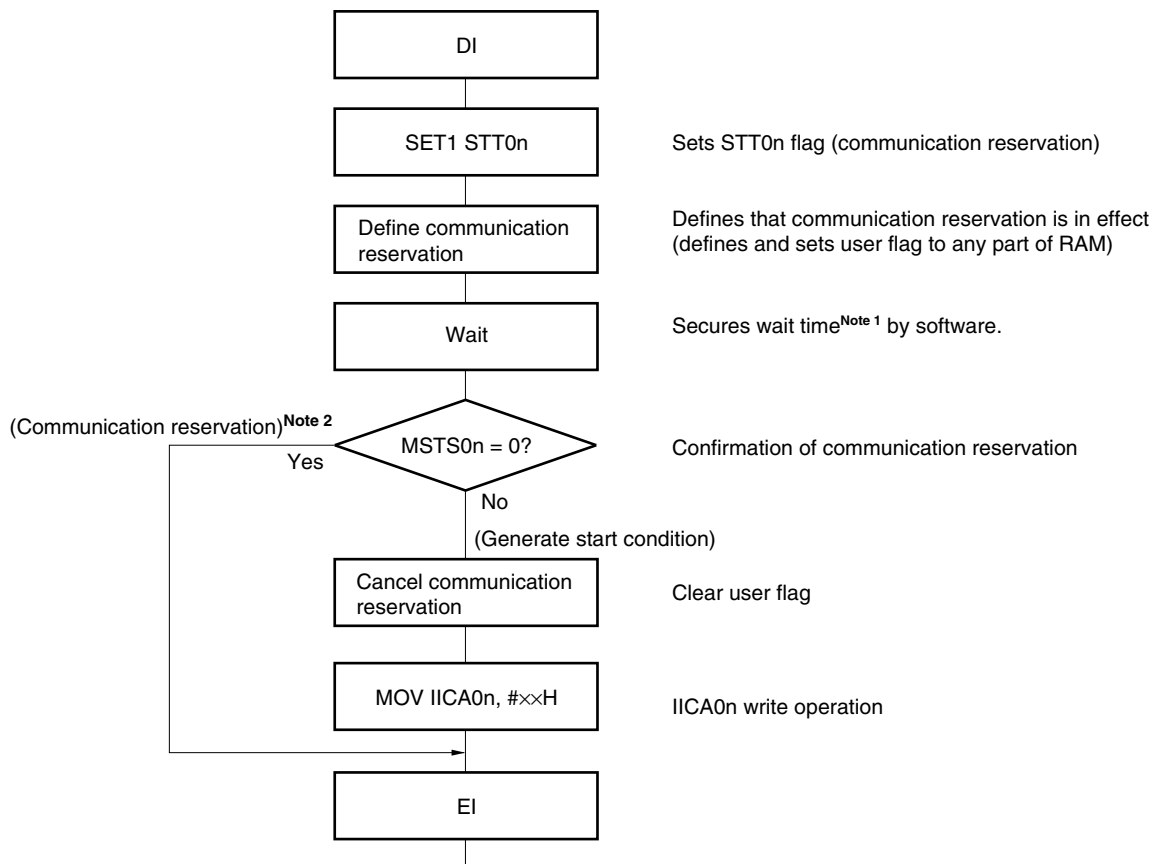 DI
SET1 STT0n
Sets STT0n flag (communication reservation)
Define communication
reservation
Defines that communication reservation is in effect
(defines and sets user flag to any part of RAM)
Wait
Secures wait timeNote 1 by software.
(Communication reservation)Note 2
MSTS0n = 0?
Confirmation of communication reservation
Yes
No
(Generate start condition)
Cancel communication
reservation
Clear user flag
MOV IICA0n, #××H
IICA0n write operation
EI